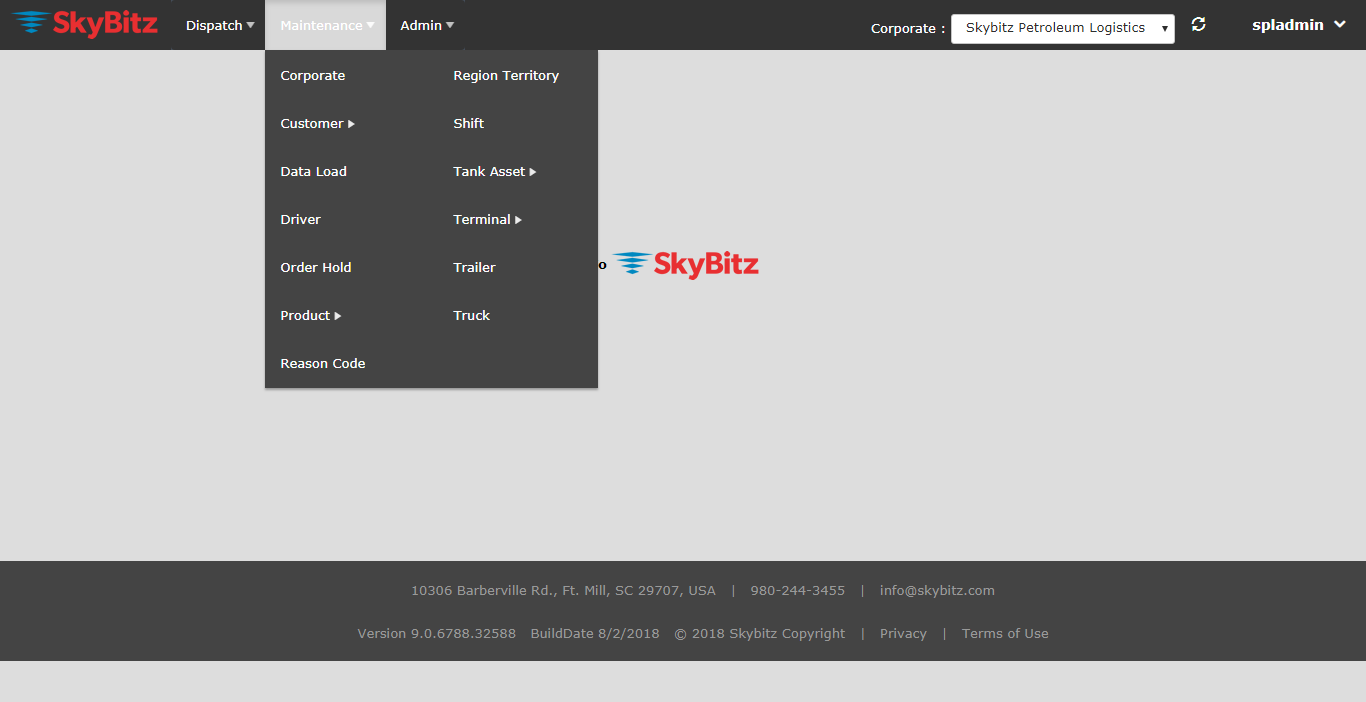 SkyBitz
Dispatch Maintenance Admin
Corporate : Skybitz Petroleum Logistics
spladmin
Corporate Region Territory
Customer Shift
Data Load Tank Asset
Driver Terminal
Order Hold Trailer
Product Truck
Reason Code
o SkyBitz
10306 Barberville Rd., Ft. Mill, SC 29707, USA | 980-244-3455 | info@skybitz.com
Version 9.0.6788.32588 BuildDate 8/2/2018 © 2018 Skybitz Copyright | Privacy | Terms of Use